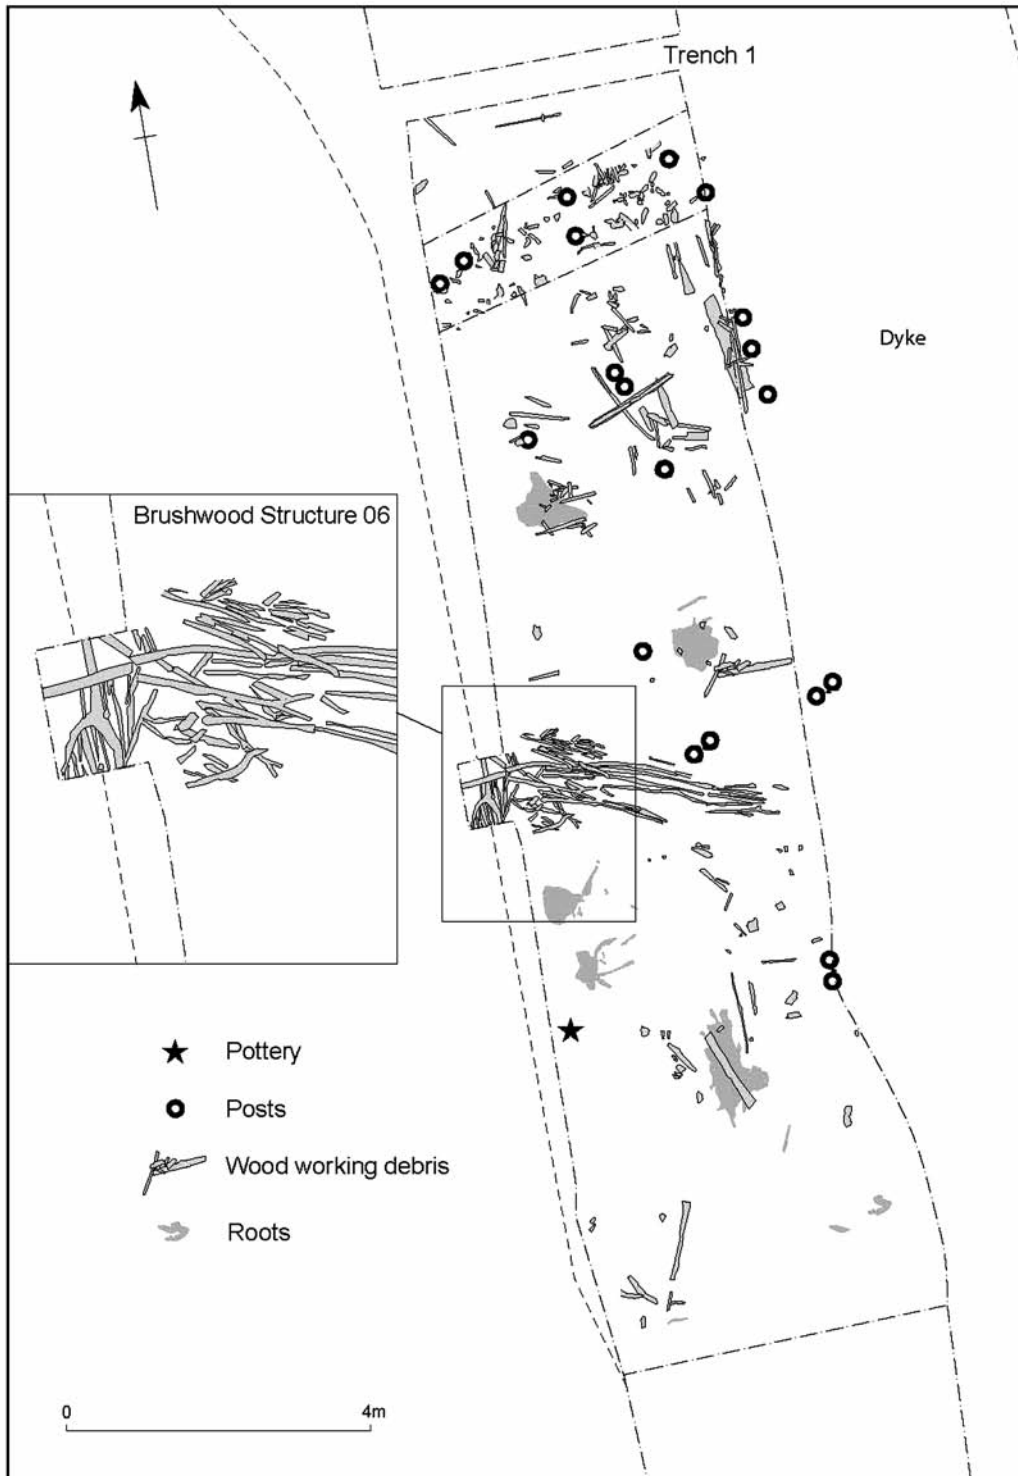 Trench 1
Dyke
Brushwood Structure 06
Pottery
Posts
Wood working debris
Roots
0 4m